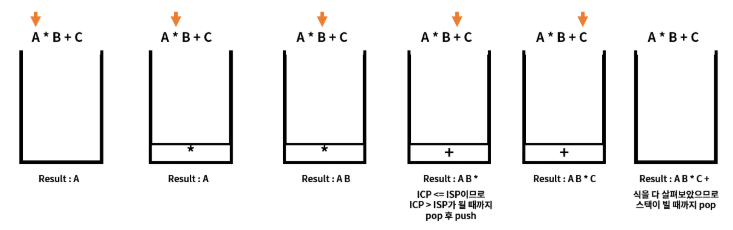 A * B + C
Result : A
A * B + C
*
Result : A
A * B + C
*
Result : A B
A * B + C
+
Result : A B *
ICP <= ISP이므로
ICP > ISP가 될 때까지
pop 후 push
A * B + C
+
Result : A B * C
A * B + C
Result : A B * C +
식을 다 살펴보았으므로
스택이 빌 때까지 pop